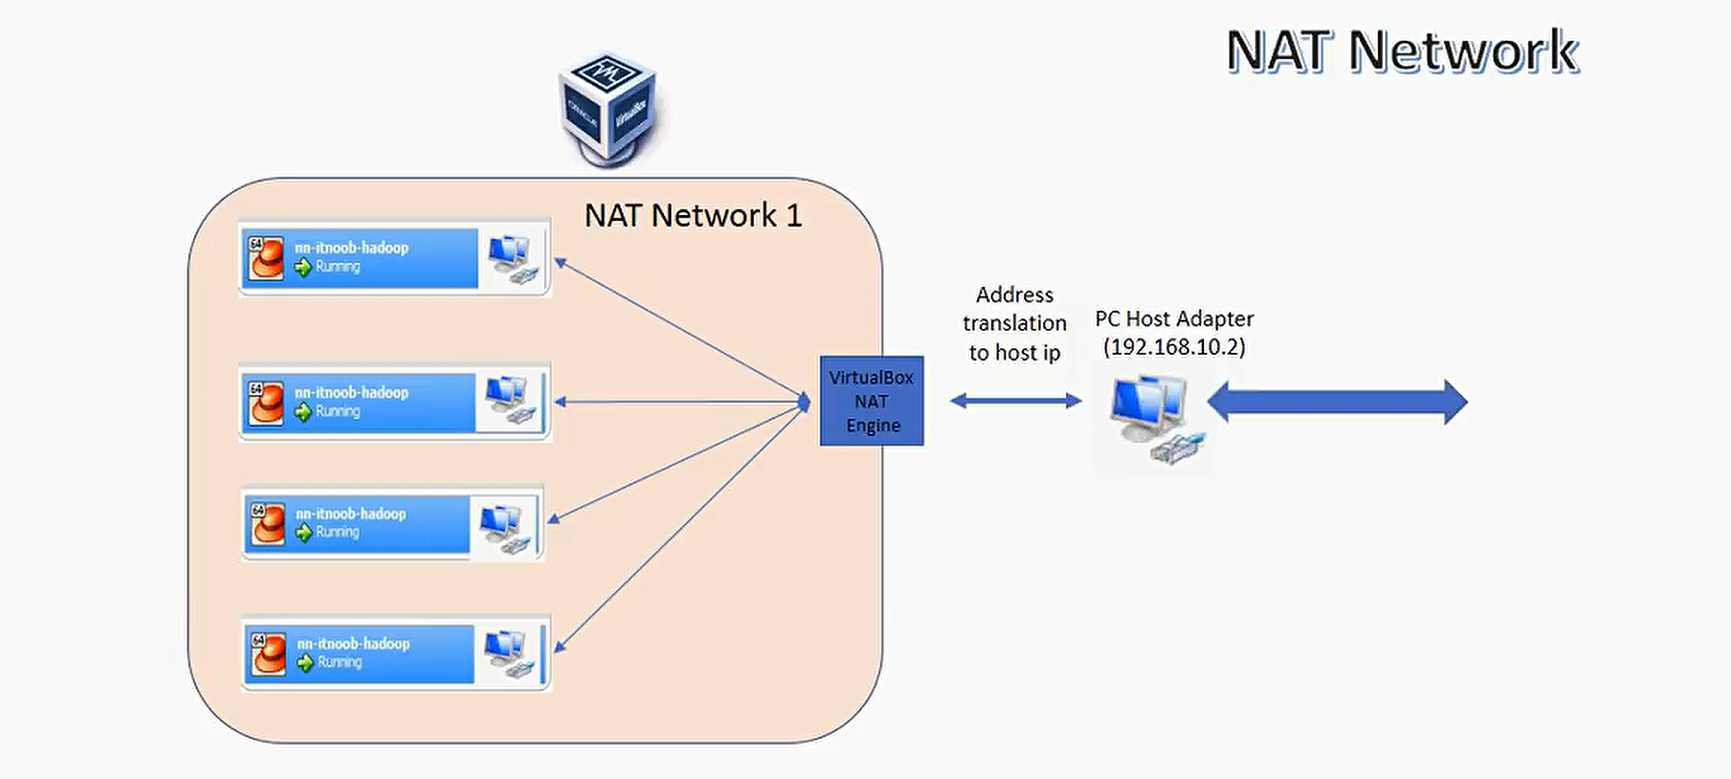 NAT Network
ORACLE
VirtualBox
NAT Network 1
64
nn-itnoob-hadoop
Running
64
nn-itnoob-hadoop
Running
64
nn-itnoob-hadoop
Running
64
nn-itnoob-hadoop
Running
VirtualBox
NAT
Engine
Address
translation
to host ip
PC Host Adapter
(192.168.10.2)